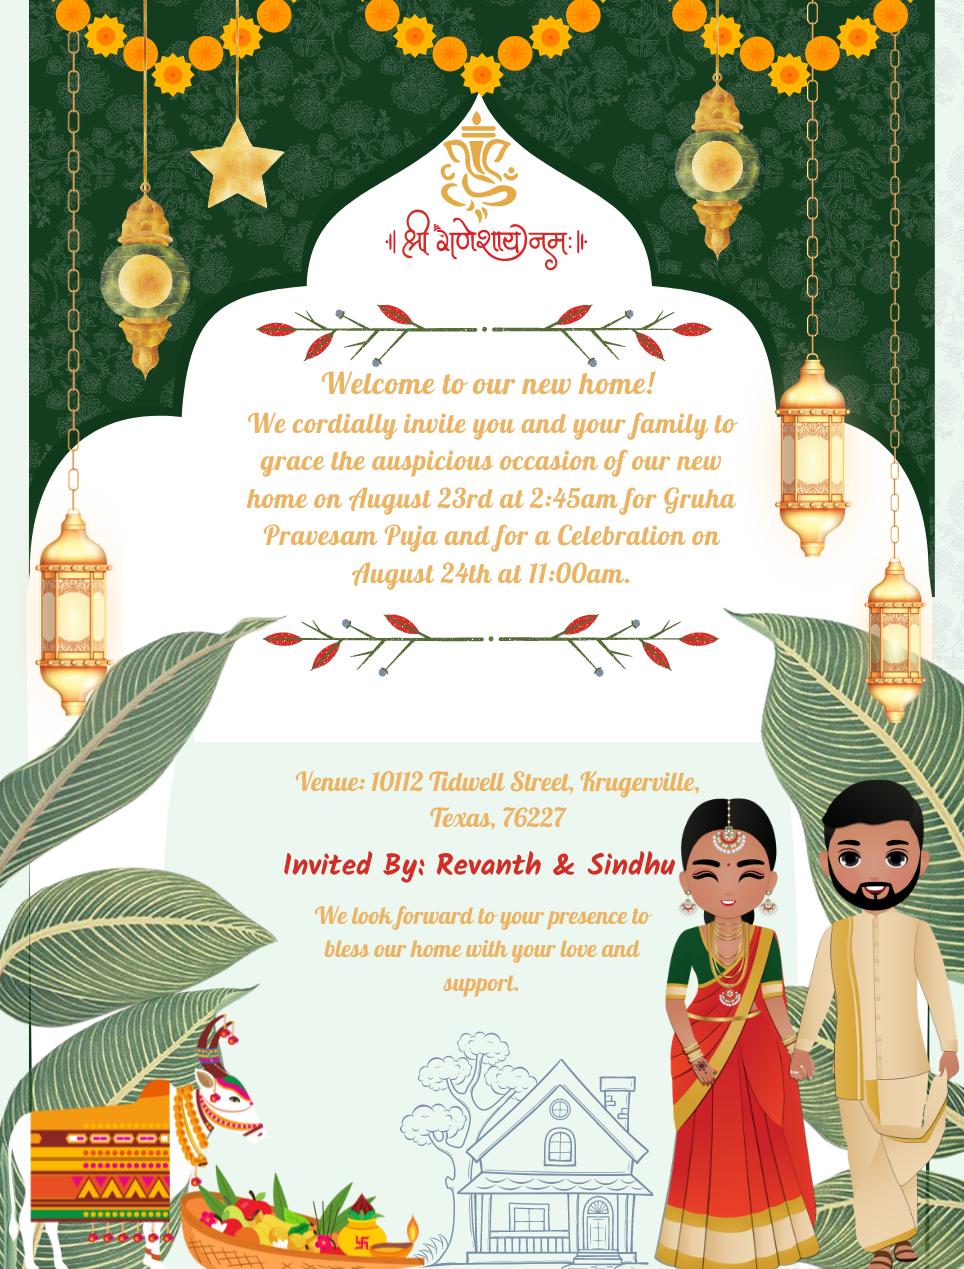 ॥ श्री गणेशाय नमः ॥
Welcome to our new home!
We cordially invite you and your family to
grace the auspicious occasion of our new
home on August 23rd at 2:45am for Gruha
Pravesam Puja and for a Celebration on
August 24th at 11:00am.
Venue: 10112 Tidwell Street, Krugerville,
Texas, 76227
Invited By: Revanth & Sindhu
We look forward to your presence to
bless our home with your love and
support.